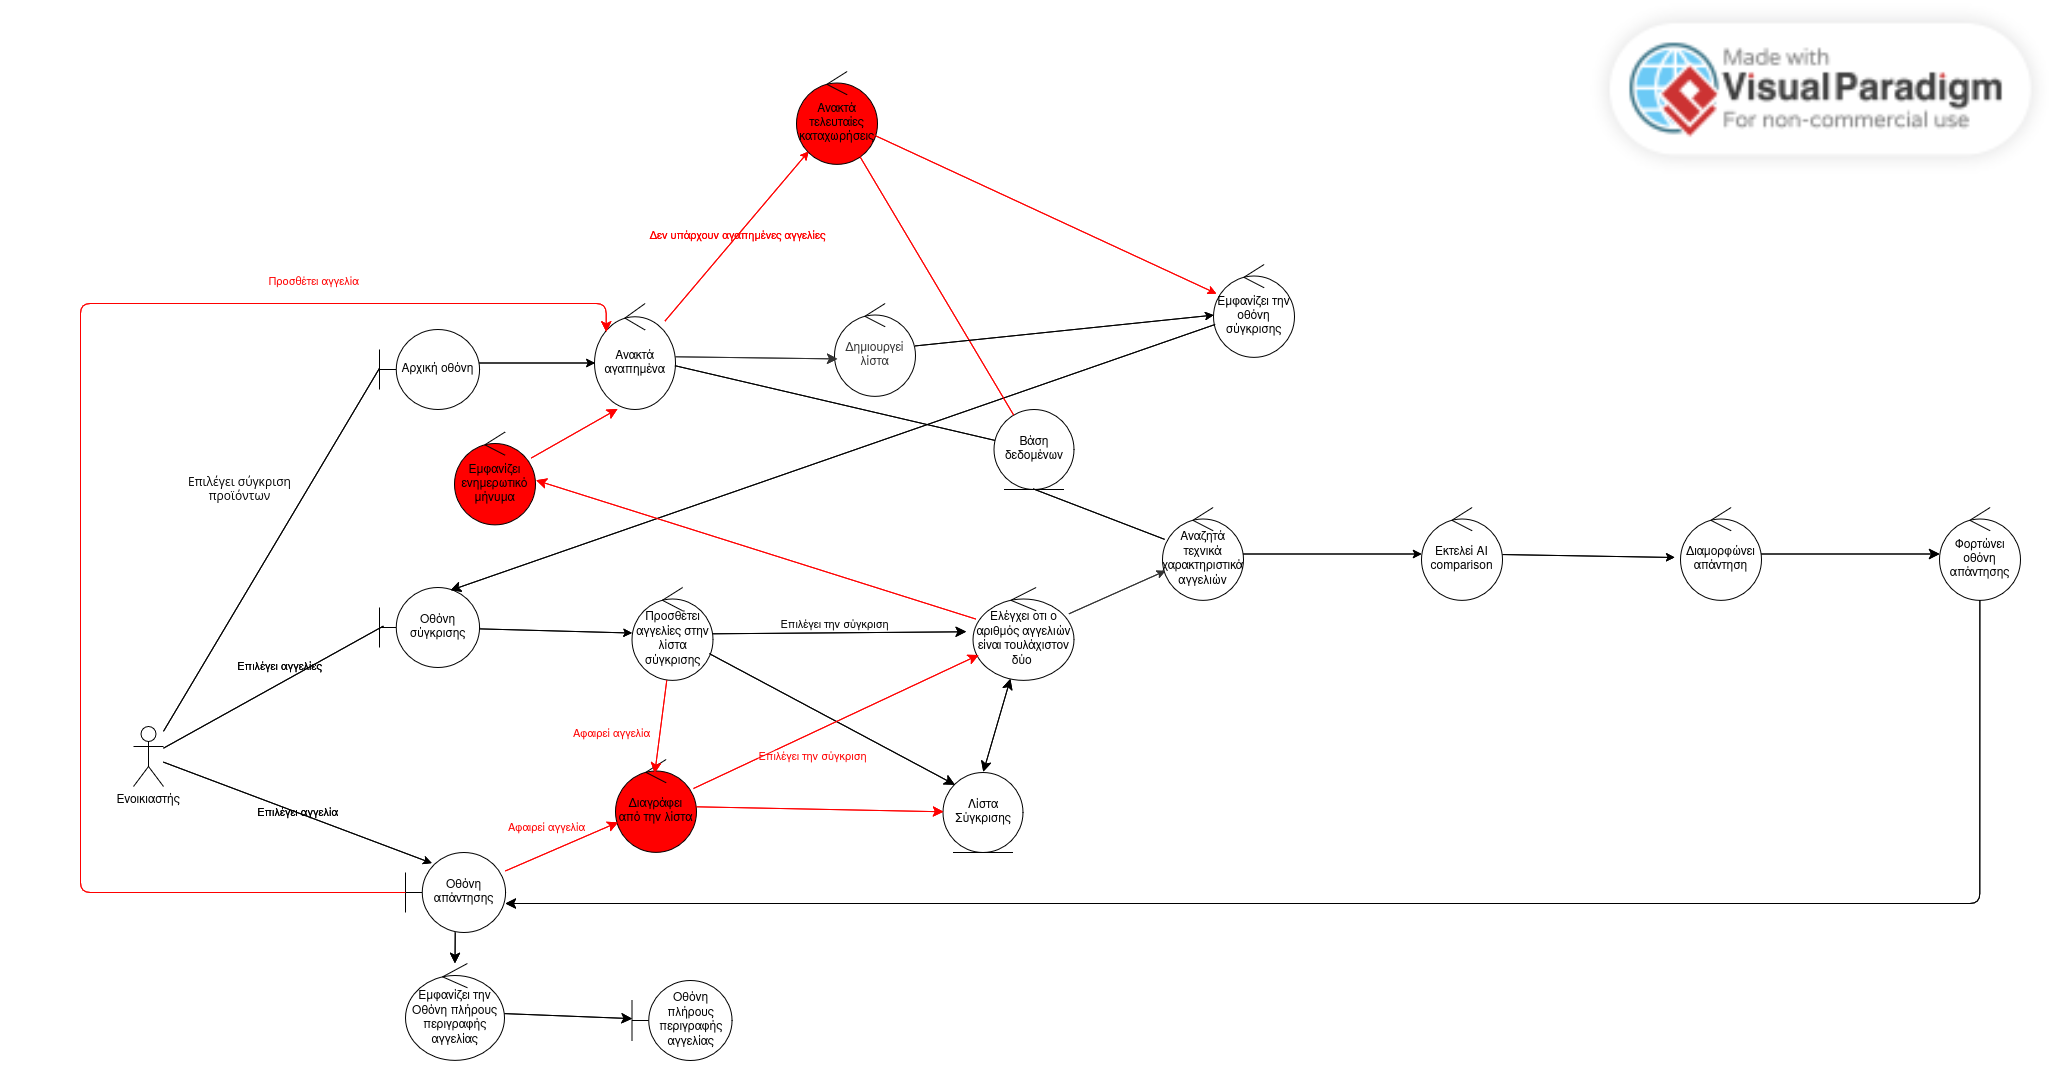 Made with
Visual Paradigm
For non-commercial use
Ανακτά
τελευταίες
καταχωρήσεις
Δεν υπάρχουν αγαπημένες αγγελίες
Προσθέτει αγγελία
Εμφανίζει την
οθόνη
σύγκρισης
Αρχική οθόνη
Ανακτά
αγαπημένα
Δημιουργεί
λίστα
Βάση
δεδομένων
Εμφανίζει
ενημερωτικό
μήνυμα
Επιλέγει σύγκριση
προϊόντων
Αναζητά
τεχνικά
χαρακτηριστικά
αγγελιών
Εκτελεί AI
comparison
Διαμορφώνει
απάντηση
Φορτώνει
οθόνη
απάντησης
Οθόνη
σύγκρισης
Προσθέτει
αγγελίες στην
λίστα
σύγκρισης
Επιλέγει την σύγκριση
Ελέγχει ότι ο
αριθμός αγγελιών
είναι τουλάχιστον
δύο
Επιλέγει αγγελίες
Αφαιρεί αγγελία
Επιλέγει την σύγκριση
Ενοικιαστής
Επιλέγει αγγελία
Διαγράφει
από την λίστα
Λίστα
Σύγκρισης
Αφαιρεί αγγελία
Οθόνη
απάντησης
Εμφανίζει την
Οθόνη πλήρους
περιγραφής
αγγελίας
Οθόνη
πλήρους
περιγραφής
αγγελίας